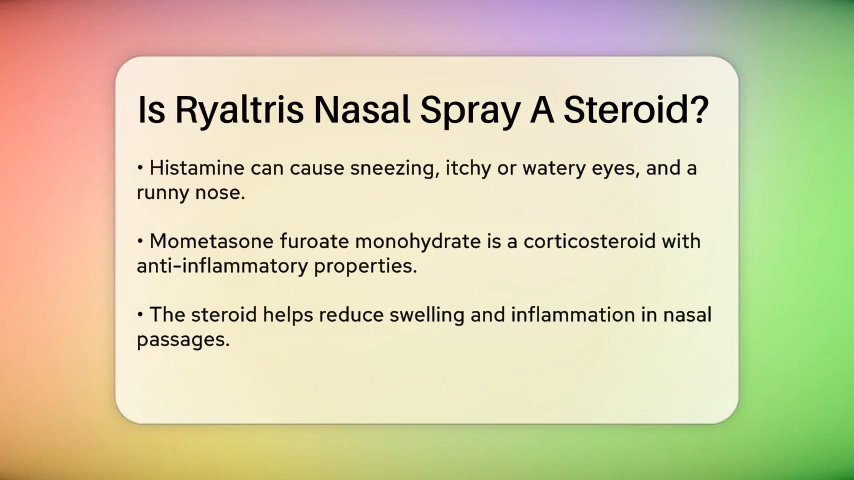 Is Ryaltris Nasal Spray A Steroid?
• Histamine can cause sneezing, itchy or watery eyes, and a
runny nose.
• Mometasone furoate monohydrate is a corticosteroid with
anti-inflammatory properties.
• The steroid helps reduce swelling and inflammation in nasal
passages.